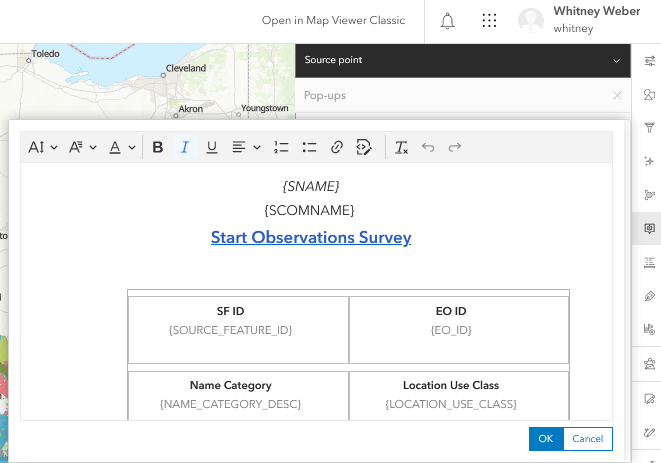 Open in Map Viewer Classic
Whitney Weber
whitney
Toledo
Cleveland
Akron
Youngstown
Source point
Pop-ups
B I U
{SNAME}
{SCOMNAME}
Start Observations Survey
SF ID
{SOURCE_FEATURE_ID}
EO ID
{EO_ID}
Name Category
{NAME_CATEGORY_DESC}
Location Use Class
{LOCATION_USE_CLASS}
OK
Cancel